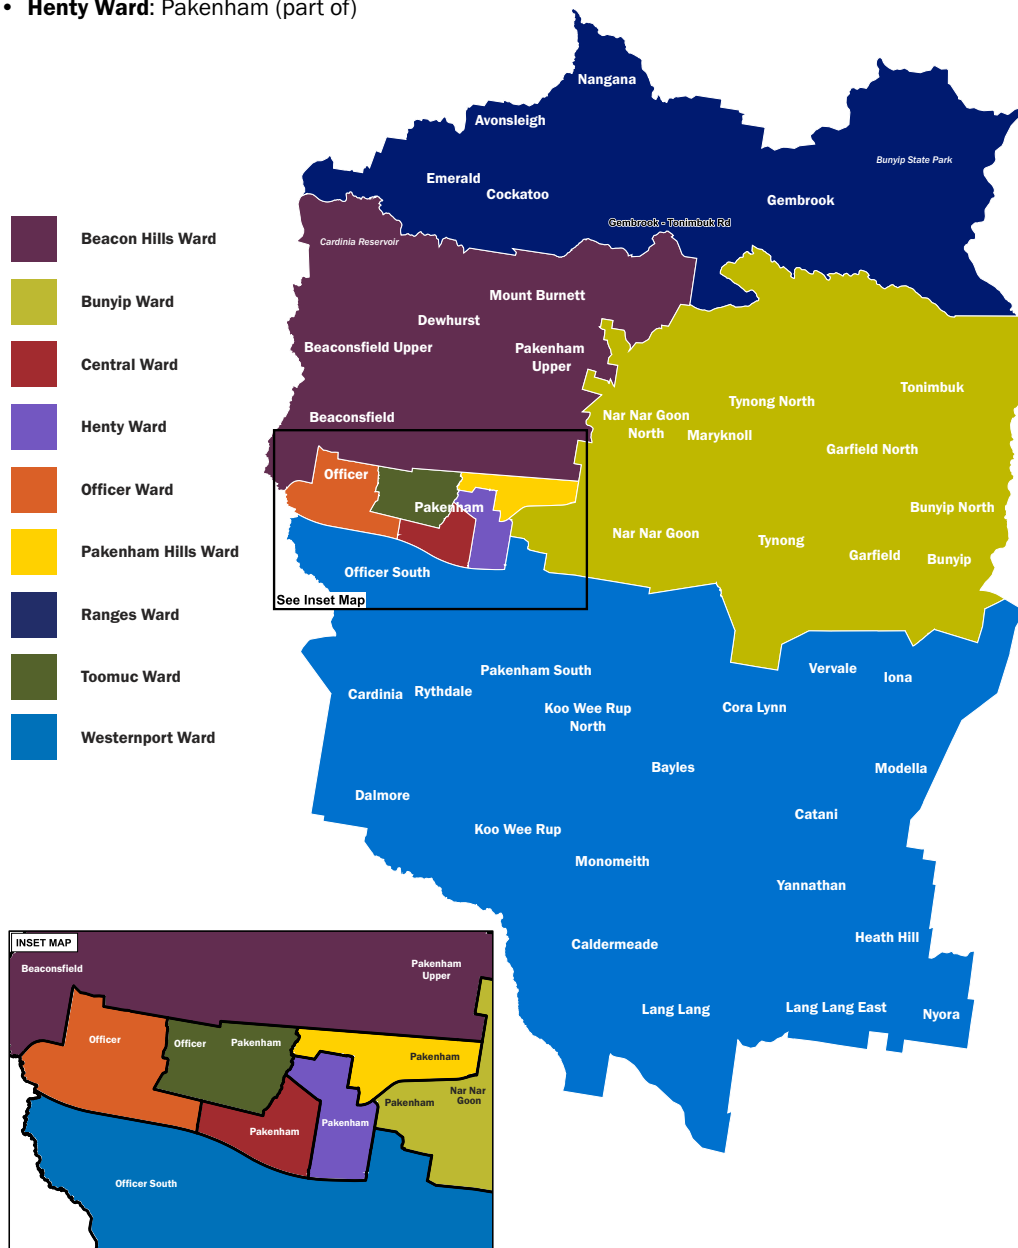 • Henty Ward: Pakenham (part of)
Nangana
Avonsleigh
Bunyip State Park
Emerald
Cockatoo
Gembrook
Gembrook - Tonimbuk Rd
Cardinia Reservoir
Beacon Hills Ward
Bunyip Ward
Central Ward
Henty Ward
Officer Ward
Pakenham Hills Ward
Ranges Ward
Toomuc Ward
Westernport Ward
Mount Burnett
Dewhurst
Beaconsfield Upper
Pakenham
Upper
Beaconsfield
Tonimbuk
Tynong North
Nar Nar Goon
North
Maryknoll
Garfield North
Officer
Pakenham
Bunyip North
Nar Nar Goon
Tynong
Garfield
Bunyip
Officer South
See Inset Map
Pakenham South
Vervale
Iona
Cardinia
Rythdale
Koo Wee Rup
North
Cora Lynn
Bayles
Modella
Dalmore
Catani
Koo Wee Rup
Monomeith
Yannathan
Heath Hill
Caldermeade
Lang Lang
Lang Lang East
Nyora
INSET MAP
Beaconsfield
Pakenham
Upper
Officer
Officer
Pakenham
Pakenham
Nar Nar
Goon
Pakenham
Pakenham
Pakenham
Officer South